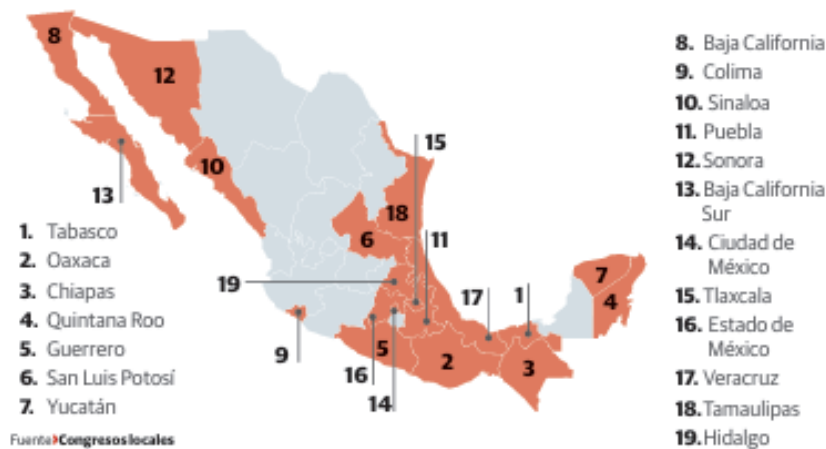 8
12
10
13
15
18
6
11
19
17
1
7
4
9
16
5
14
2
3
1. Tabasco
2. Oaxaca
3. Chiapas
4. Quintana Roo
5. Guerrero
6. San Luis Potosí
7. Yucatán
Fuente›Congresos locales
8. Baja California
9. Colima
10. Sinaloa
11. Puebla
12. Sonora
13. Baja California
Sur
14. Ciudad de
México
15. Tlaxcala
16. Estado de
México
17. Veracruz
18. Tamaulipas
19. Hidalgo